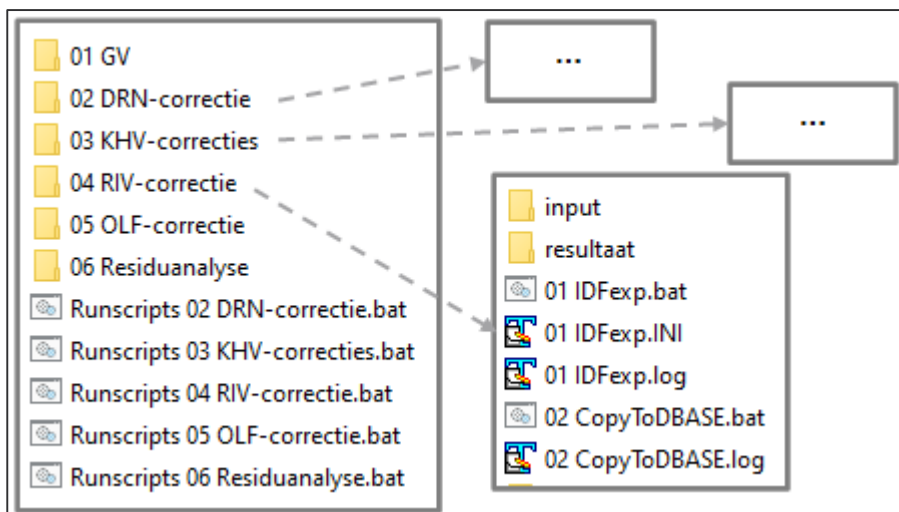 01 GV
02 DRN-correctie
03 KHV-correcties
04 RIV-correctie
05 OLF-correctie
06 Residuanalyse
Runscripts 02 DRN-correctie.bat
Runscripts 03 KHV-correcties.bat
Runscripts 04 RIV-correctie.bat
Runscripts 05 OLF-correctie.bat
Runscripts 06 Residuanalyse.bat
...
...
input
resultaat
01 IDFexp.bat
01 IDFexp.INI
01 IDFexp.log
02 CopyToDBASE.bat
02 CopyToDBASE.log